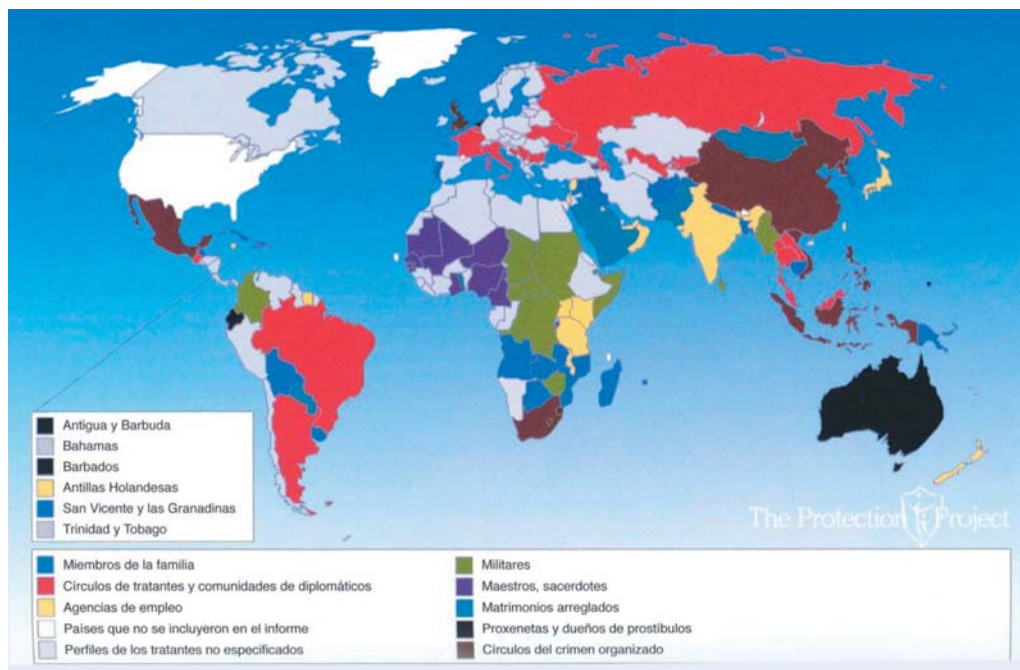 Antigua y Barbuda
Bahamas
Barbados
Antillas Holandesas
San Vicente y las Granadinas
Trinidad y Tobago
The Protection Project
Miembros de la familia
Círculos de tratantes y comunidades de diplomáticos
Agencias de empleo
Países que no se incluyeron en el informe
Perfiles de los tratantes no especificados
Militares
Maestros, sacerdotes
Matrimonios arreglados
Proxenetas y dueños de prostíbulos
Círculos del crimen organizado